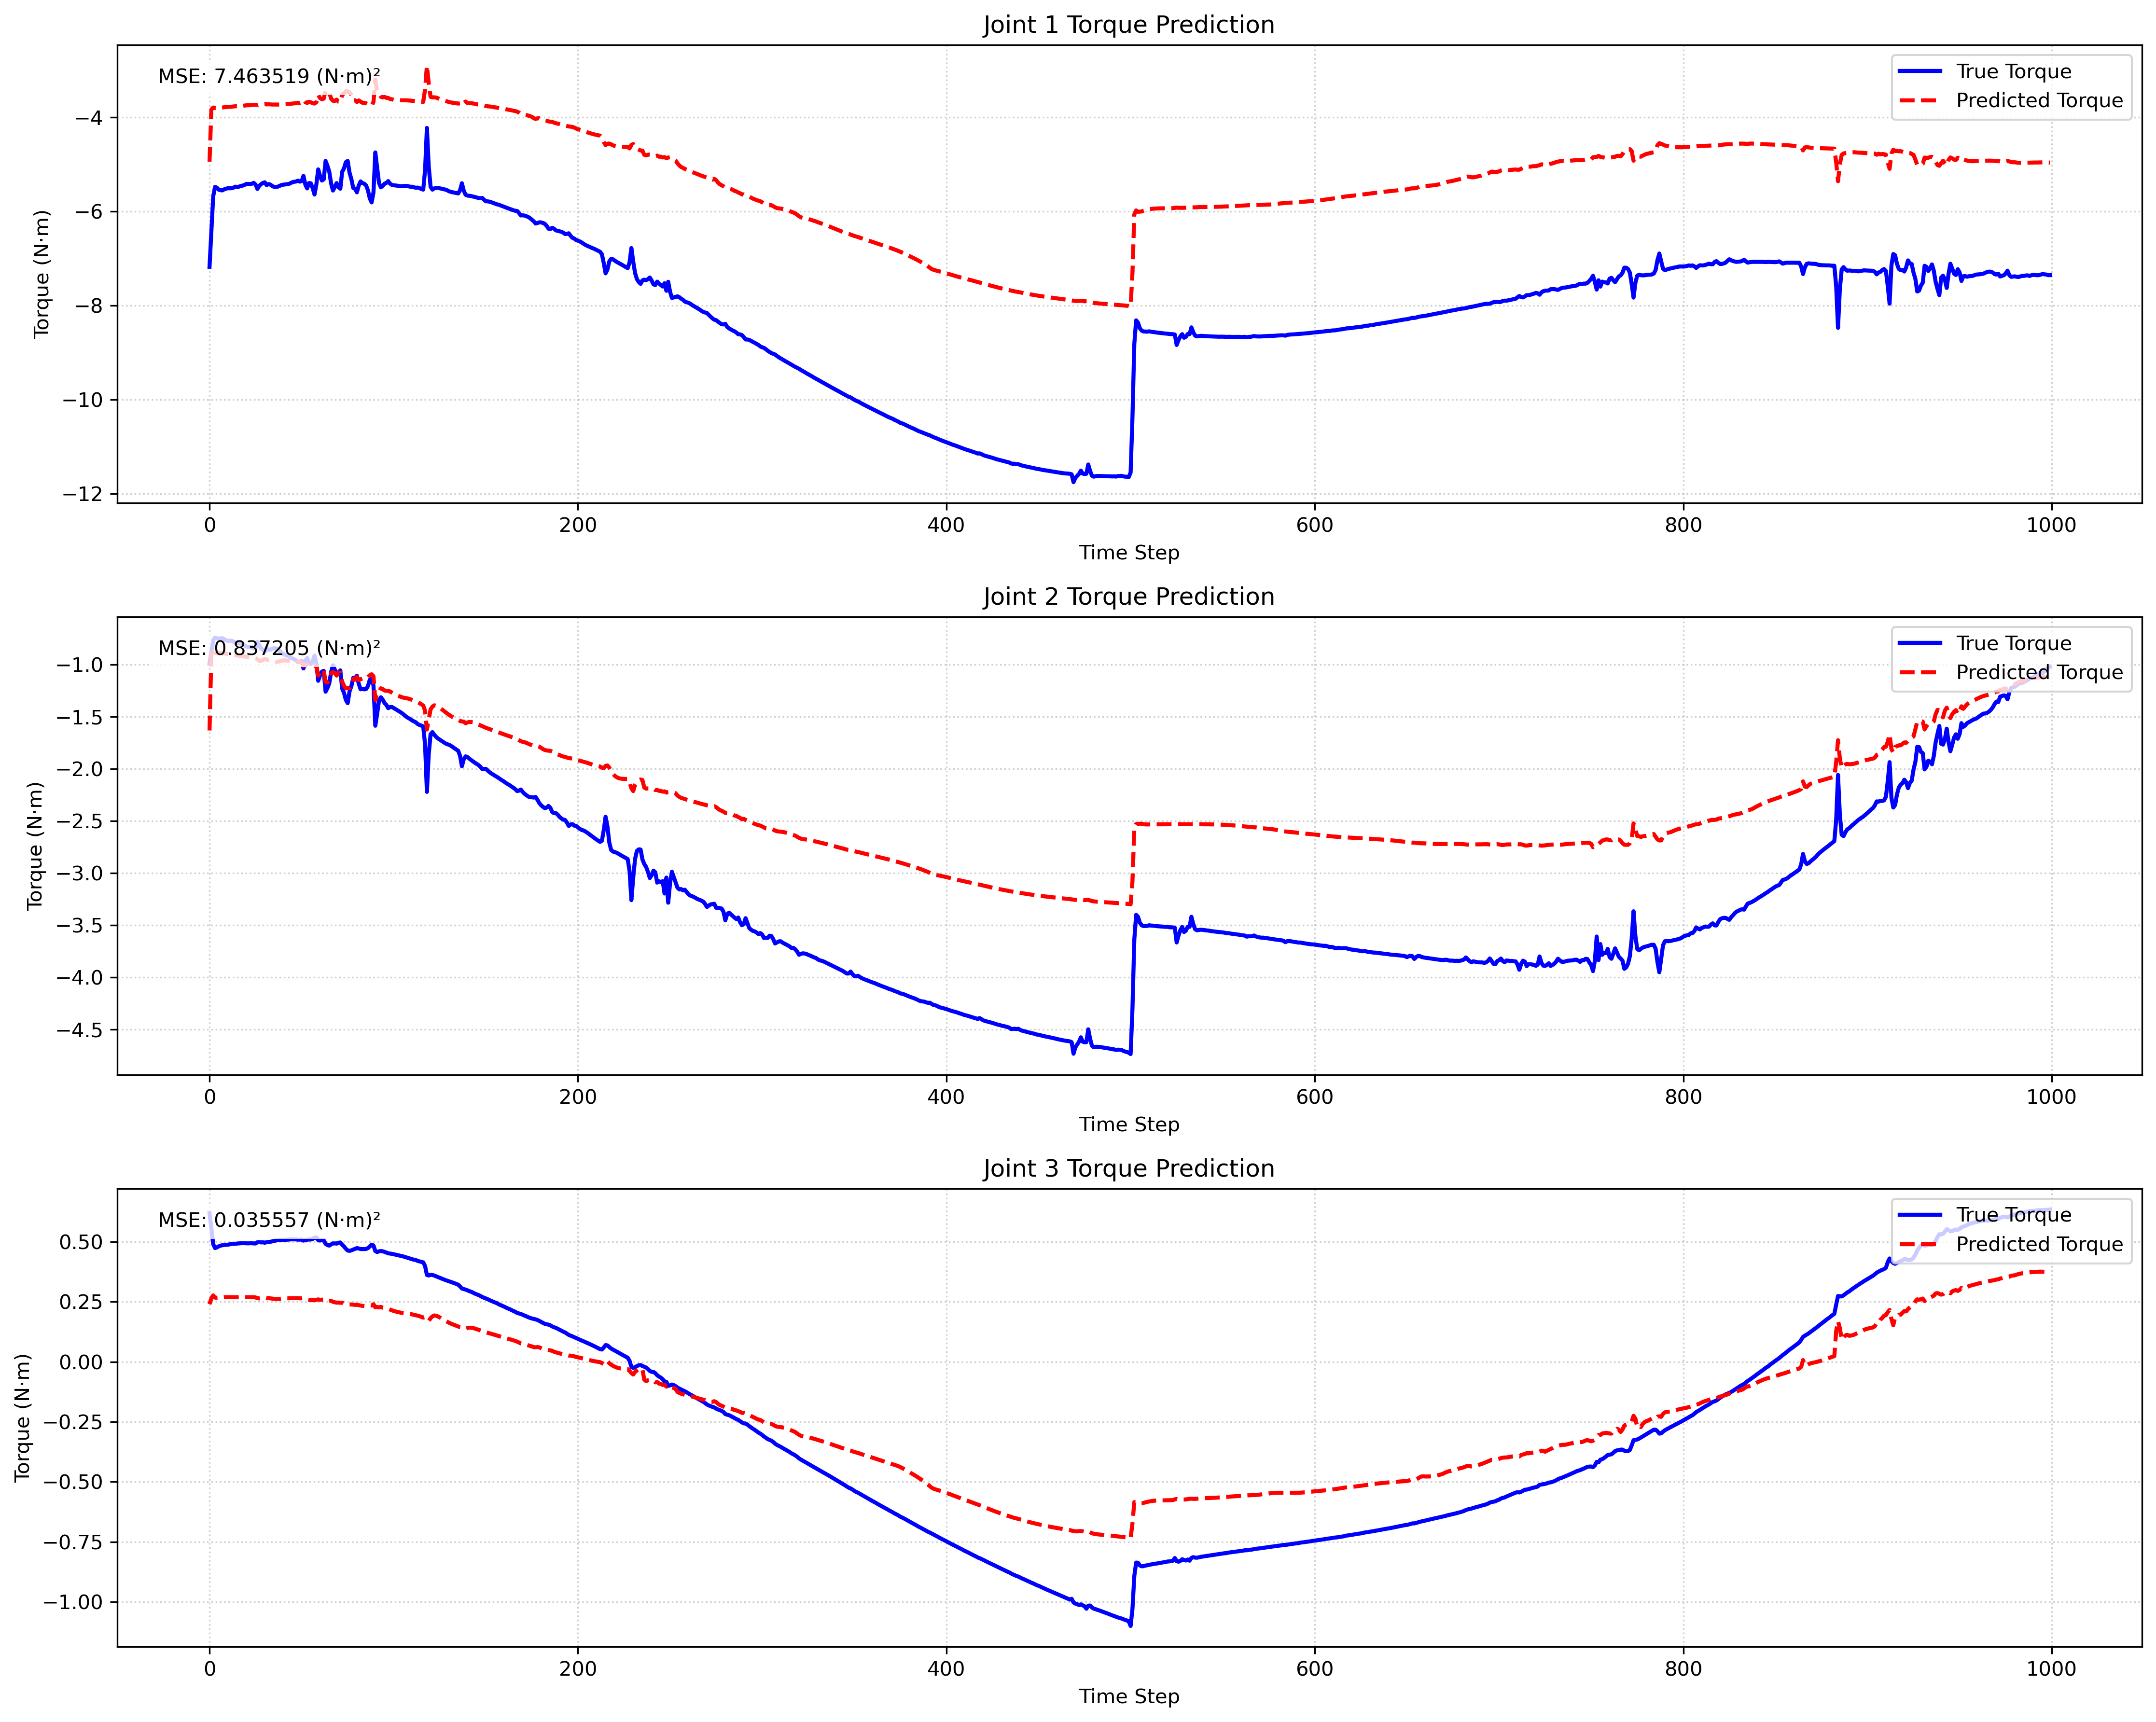 Joint 1 Torque Prediction
MSE: 7.463519 (N·m)²
True Torque
Predicted Torque
−4
−6
−8
−10
−12
Torque (N·m)
0 200 400 600 800 1000
Time Step
Joint 2 Torque Prediction
MSE: 0.837205 (N·m)²
True Torque
Predicted Torque
−1.0
−1.5
−2.0
−2.5
−3.0
−3.5
−4.0
−4.5
Torque (N·m)
0 200 400 600 800 1000
Time Step
Joint 3 Torque Prediction
MSE: 0.035557 (N·m)²
True Torque
Predicted Torque
0.50
0.25
0.00
−0.25
−0.50
−0.75
−1.00
Torque (N·m)
0 200 400 600 800 1000
Time Step